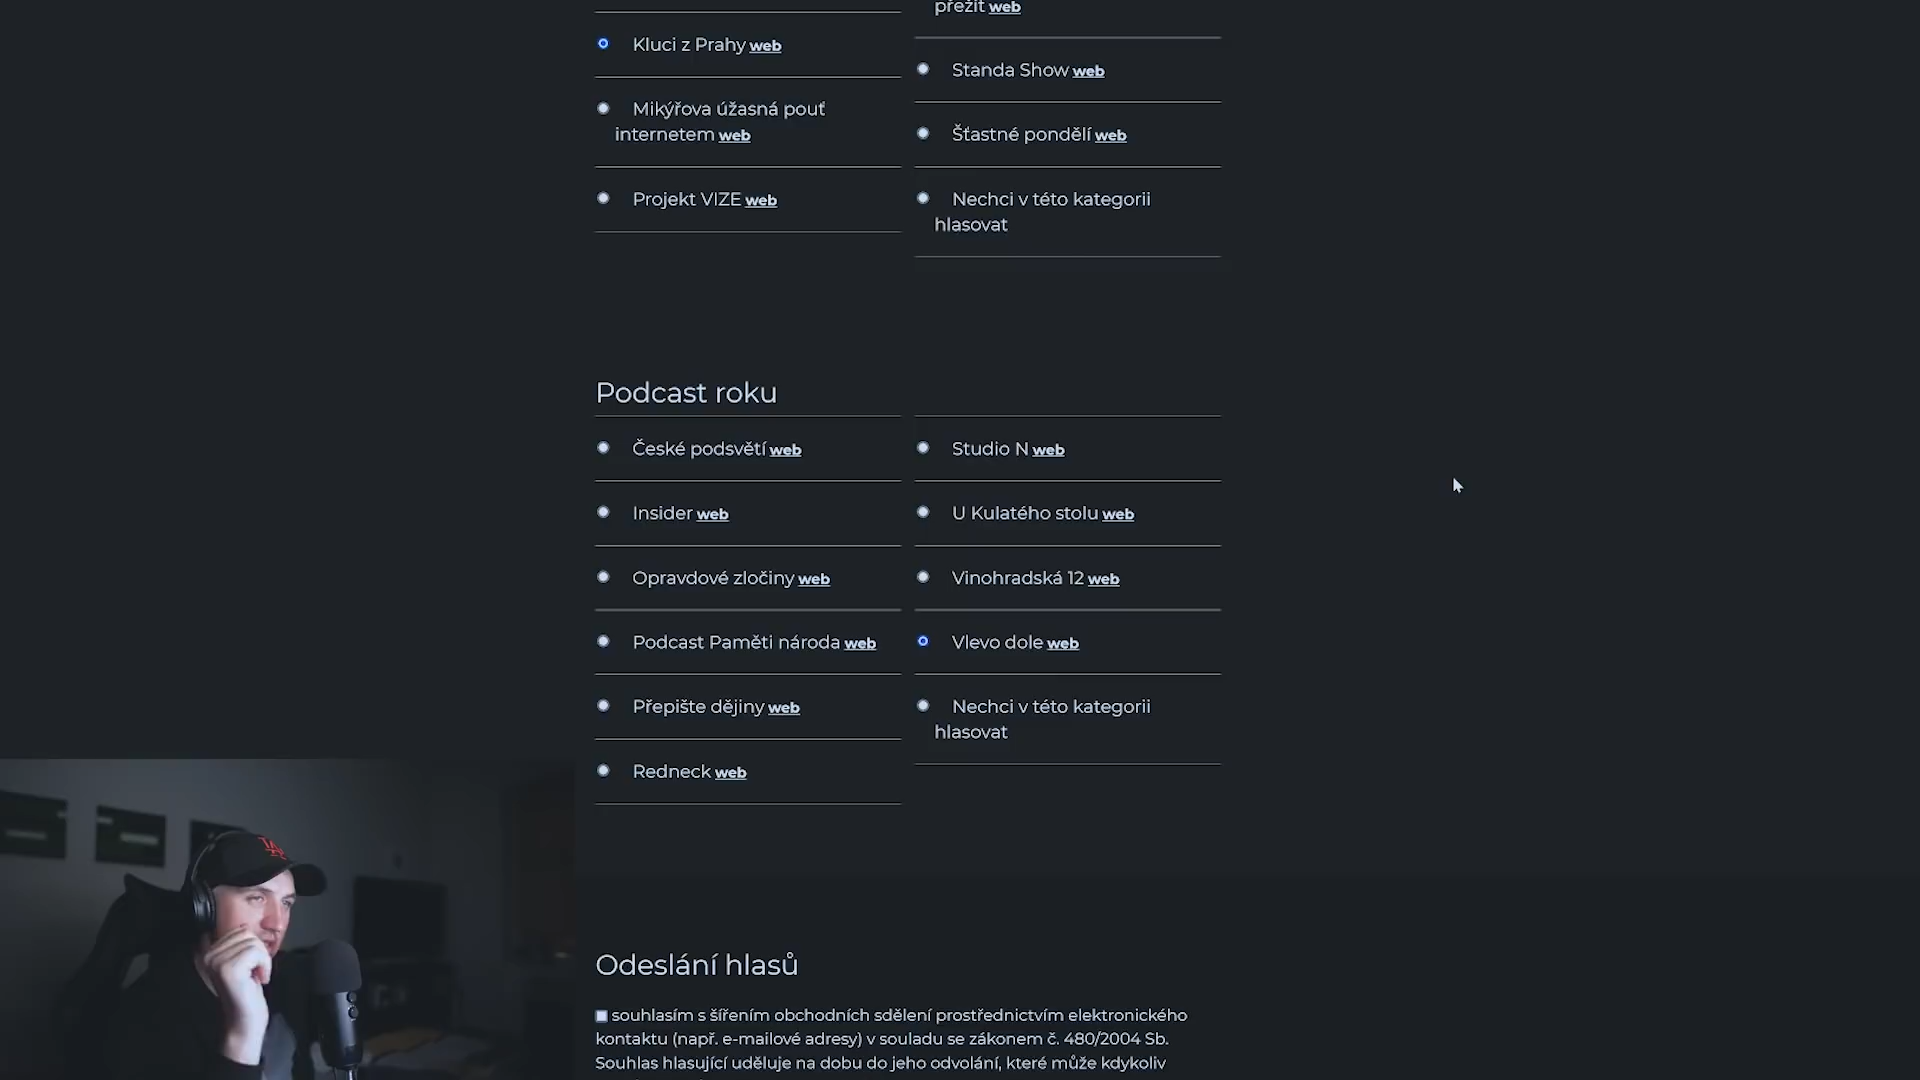 Kluci z Prahy web
Mikýřova úžasná pouť
internetem web
Projekt VIZE web
přežít web
Standa Show web
Šťastné pondělí web
Nechci v této kategorii
hlasovat
Podcast roku
České podsvětí web
Insider web
Opravdové zločiny web
Podcast Paměti národa web
Přepište dějiny web
Redneck web
Studio N web
U Kulatého stolu web
Vinohradská 12 web
Vlevo dole web
Nechci v této kategorii
hlasovat
Odeslání hlasů
souhlasím s šířením obchodních sdělení prostřednictvím elektronického
kontaktu (např. e-mailové adresy) v souladu se zákonem č. 480/2004 Sb.
Souhlas hlasující uděluje na dobu do jeho odvolání, které může kdykoliv
LA